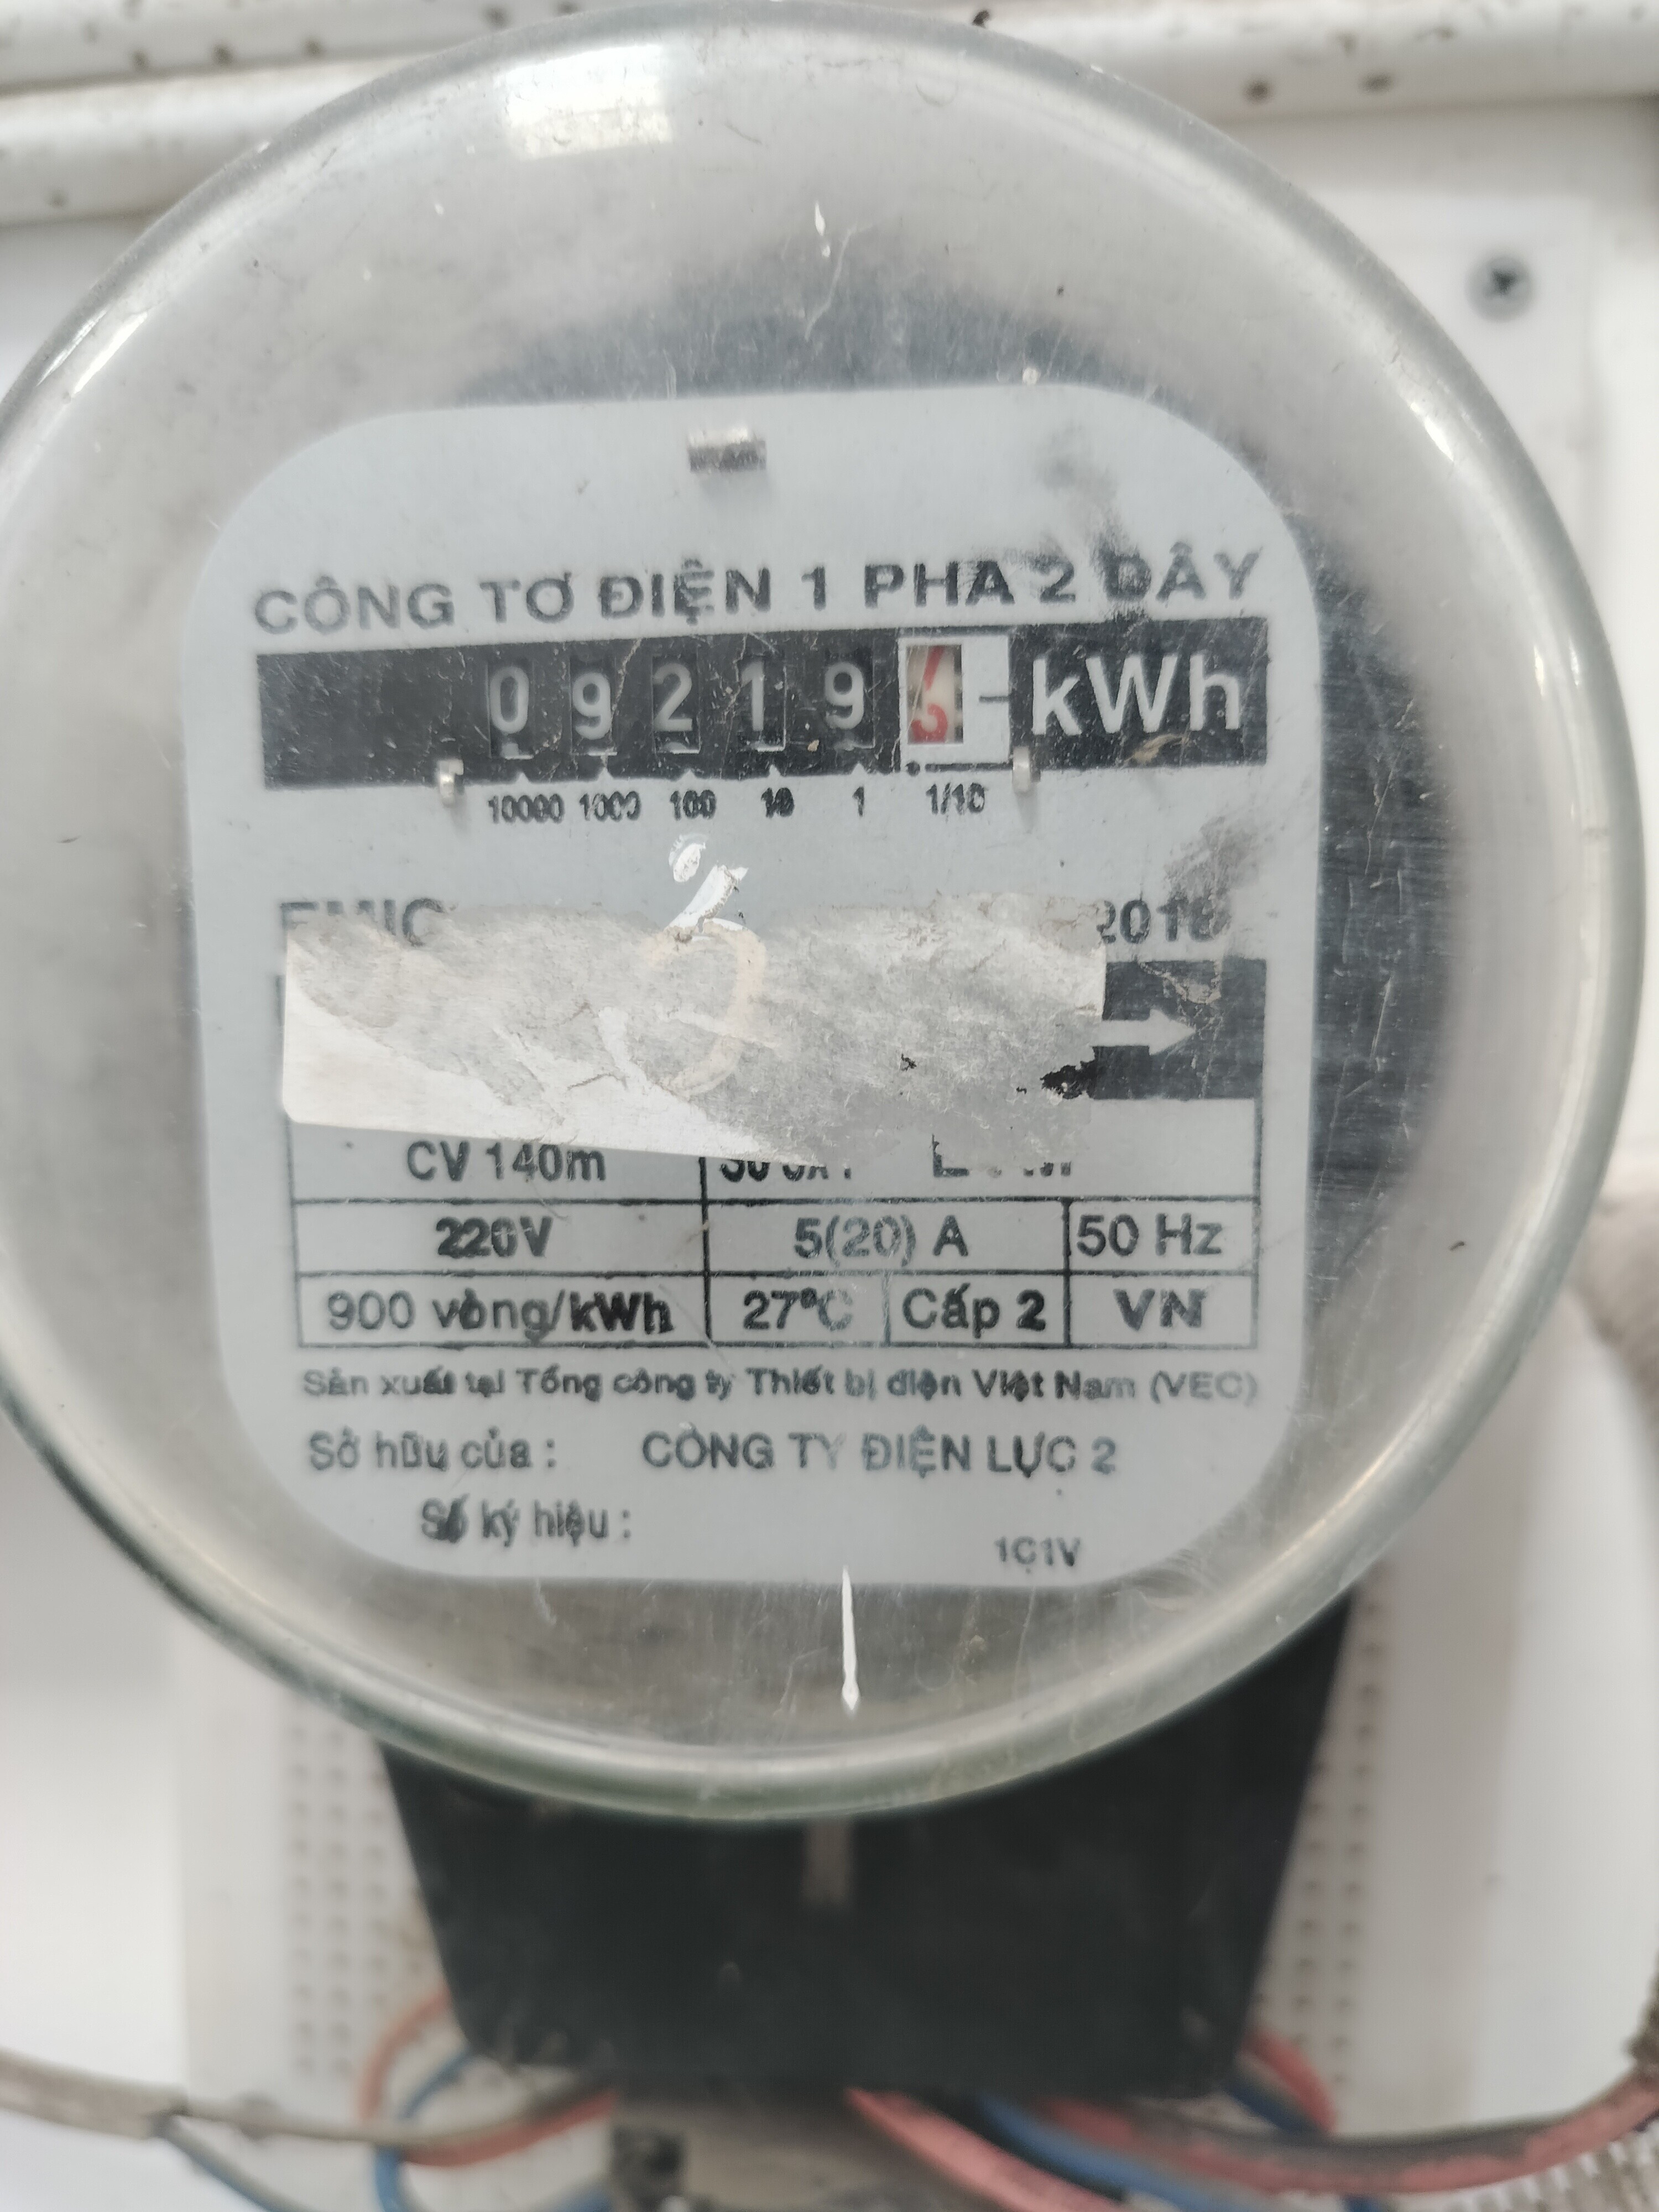 CÔNG TƠ ĐIỆN 1 PHA 2 DÂY
0 9 2 1 9 kWh
10000 1000 100 10 1 1/10
EMIC
CV 140m
220V 5(20) A 50 Hz
900 vòng/kWh 27°C Cấp 2 VN
Sản xuất tại Tổng công ty Thiết bị điện Việt Nam (VEC)
Sở hữu của : CÔNG TY ĐIỆN LỰC 2
Số ký hiệu :
1C1V